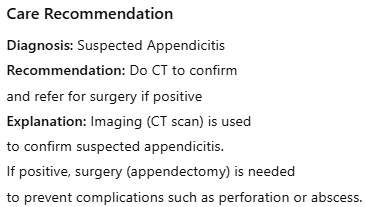 Care Recommendation
Diagnosis: Suspected Appendicitis
Recommendation: Do CT to confirm
and refer for surgery if positive
Explanation: Imaging (CT scan) is used
to confirm suspected appendicitis.
If positive, surgery (appendectomy) is needed
to prevent complications such as perforation or abscess.